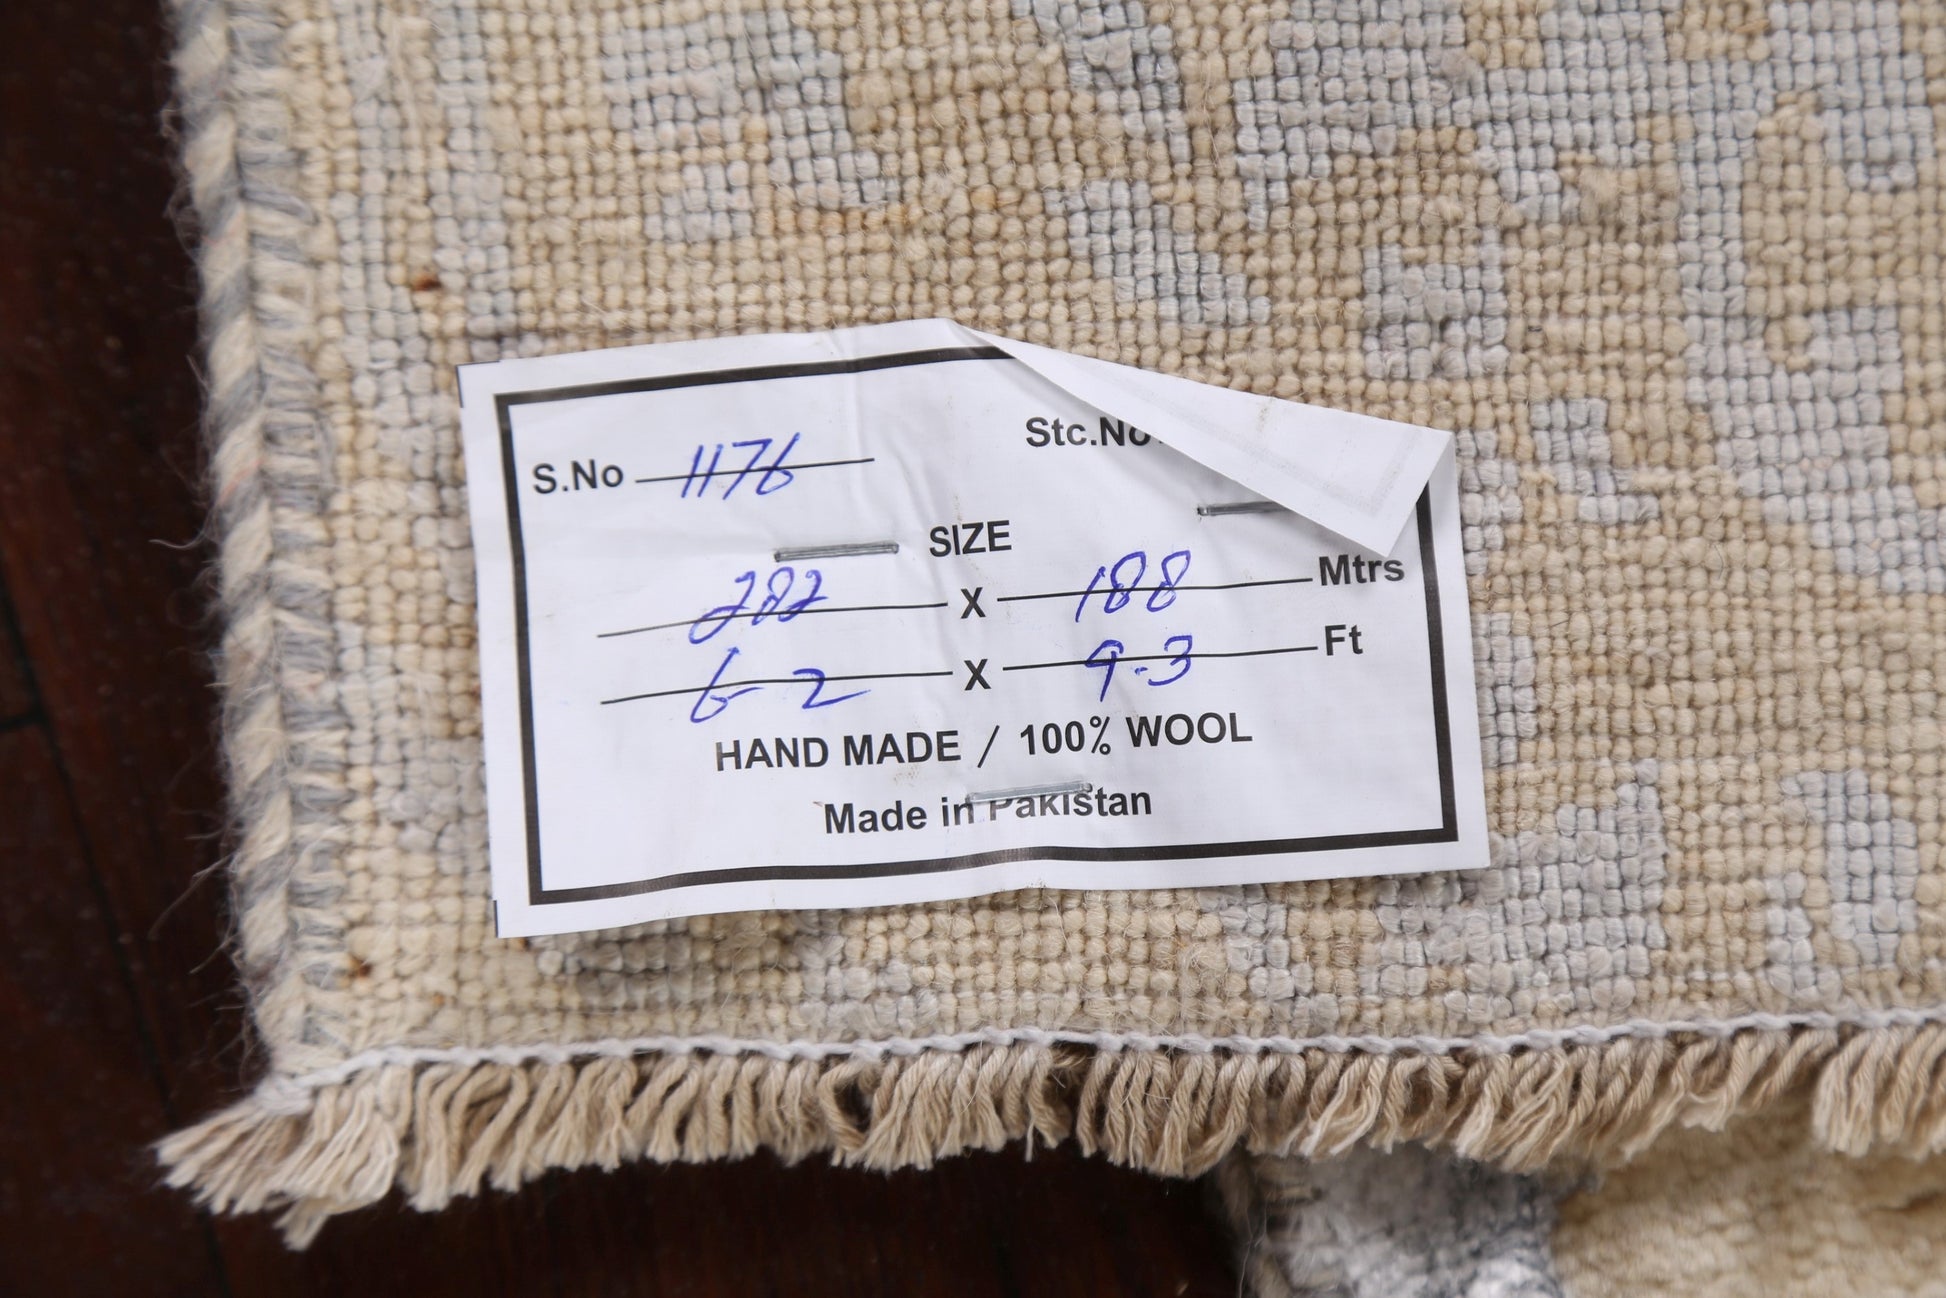 S.No 1176 Stc.No
SIZE
282 X 188 Mtrs
6-2 X 9-3 Ft
HAND MADE / 100% WOOL
Made in Pakistan